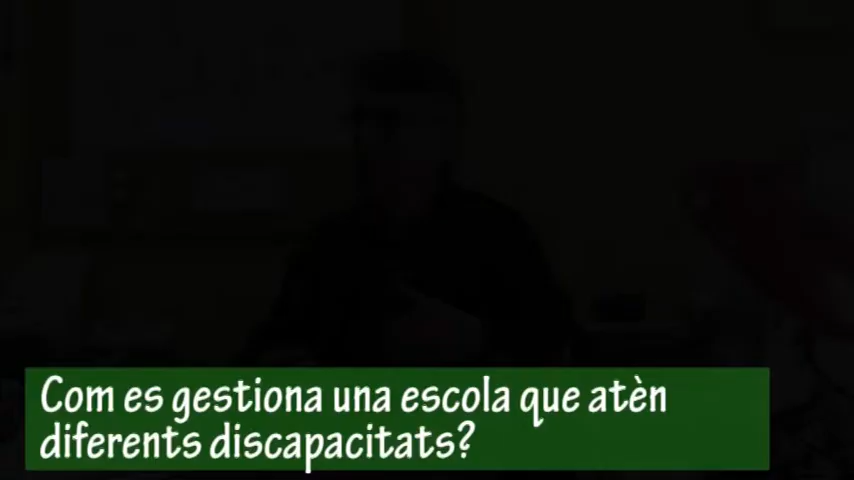 Com es gestiona una escola que atèn
diferents discapacitats?